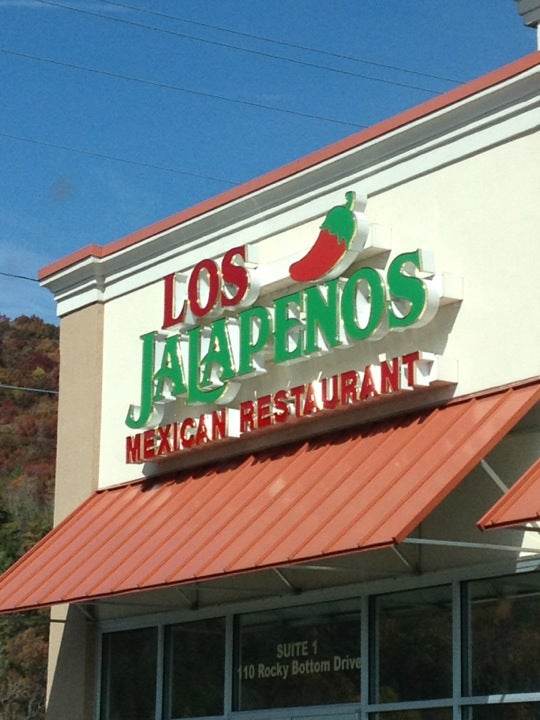 LOS
JALAPENOS
MEXICAN RESTAURANT
SUITE 1
110 Rocky Bottom Drive